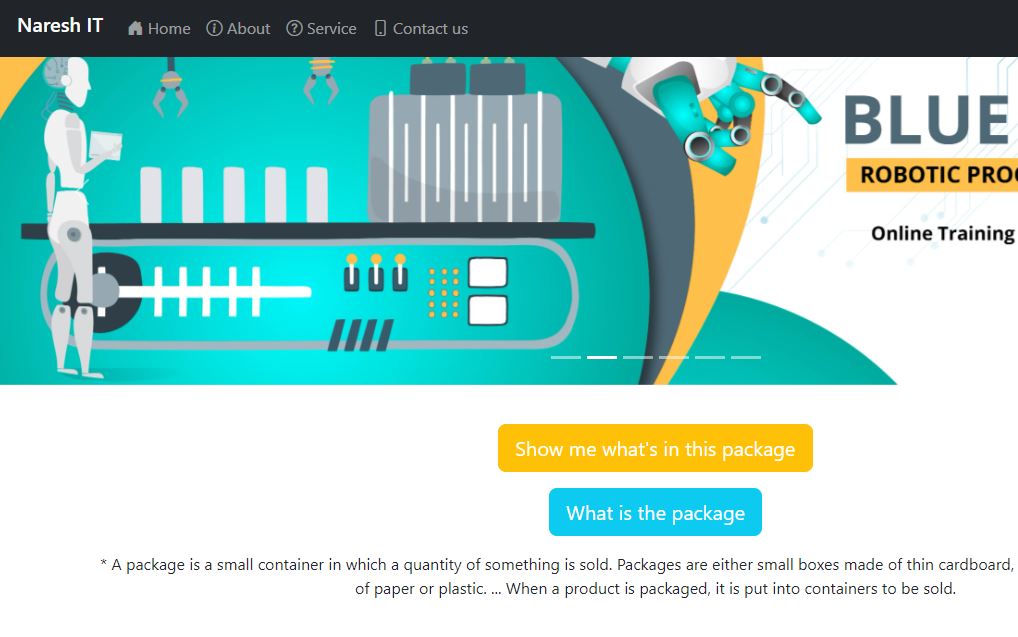 Naresh IT Home About Service Contact us
BLUE
ROBOTIC PROC
Online Training
Show me what's in this package
What is the package
* A package is a small container in which a quantity of something is sold. Packages are either small boxes made of thin cardboard,
of paper or plastic. ... When a product is packaged, it is put into containers to be sold.